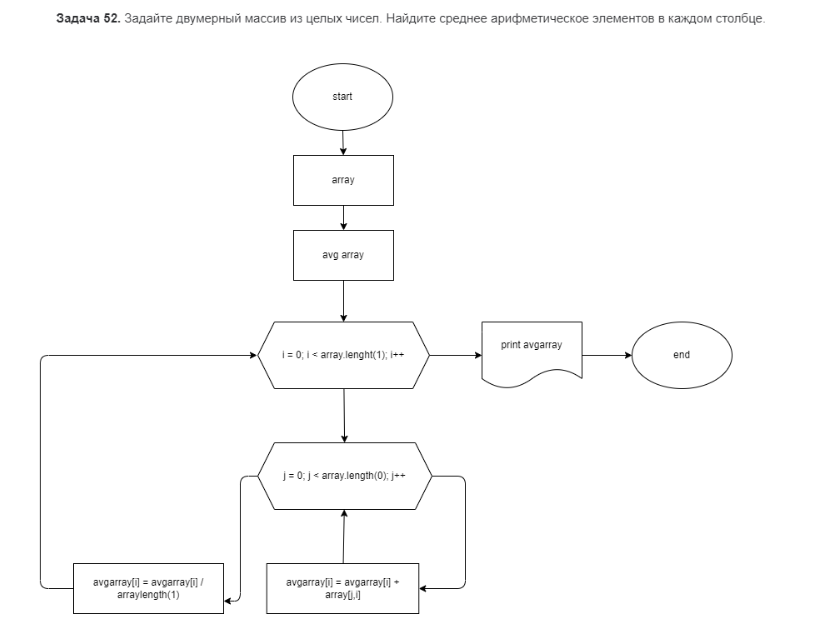 Задача 52. Задайте двумерный массив из целых чисел. Найдите среднее арифметическое элементов в каждом столбце.
start
array
avg array
i = 0; i < array.lenght(1); i++
print avgarray
end
j = 0; j < array.length(0); j++
avgarray[i] = avgarray[i] /
arraylength(1)
avgarray[i] = avgarray[i] +
array[j,i]